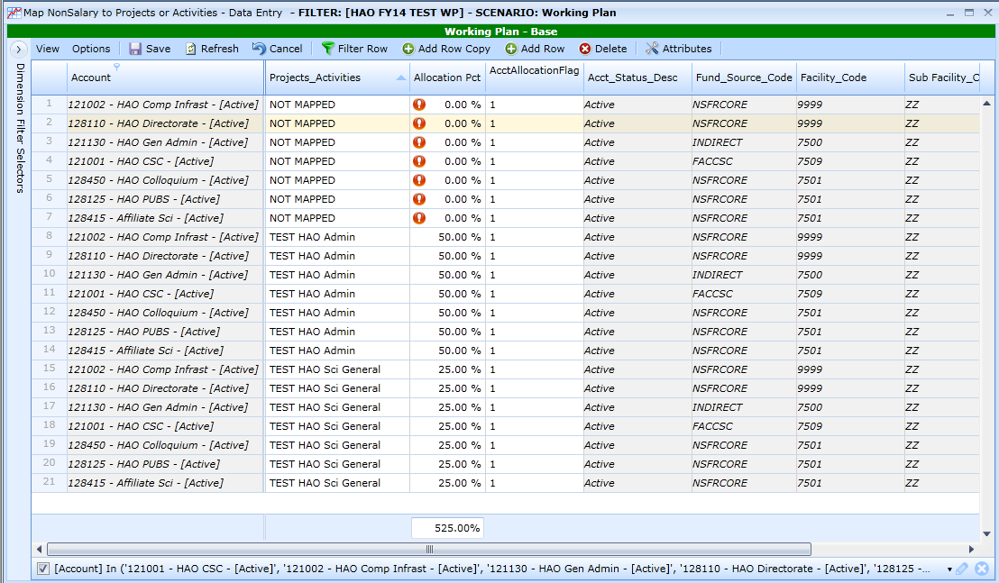 Map NonSalary to Projects or Activities - Data Entry - FILTER: [HAO FY14 TEST WP] - SCENARIO: Working Plan
Working Plan - Base
View Options Save Refresh Cancel Filter Row Add Row Copy Add Row Delete Attributes
Dimension Filter Selectors
Account Projects_Activities Allocation Pct AcctAllocationFlag Acct_Status_Desc Fund_Source_Code Facility_Code Sub Facility_C
1 121002 - HAO Comp Infrast - [Active] NOT MAPPED 0.00 % 1 Active NSFRCORE 9999 ZZ
2 128110 - HAO Directorate - [Active] NOT MAPPED 0.00 % 1 Active NSFRCORE 9999 ZZ
3 121130 - HAO Gen Admin - [Active] NOT MAPPED 0.00 % 1 Active INDIRECT 7500 ZZ
4 121001 - HAO CSC - [Active] NOT MAPPED 0.00 % 1 Active FACCSC 7509 ZZ
5 128450 - HAO Colloquium - [Active] NOT MAPPED 0.00 % 1 Active NSFRCORE 7501 ZZ
6 128125 - HAO PUBS - [Active] NOT MAPPED 0.00 % 1 Active NSFRCORE 7501 ZZ
7 128415 - Affiliate Sci - [Active] NOT MAPPED 0.00 % 1 Active NSFRCORE 7501 ZZ
8 121002 - HAO Comp Infrast - [Active] TEST HAO Admin 50.00 % 1 Active NSFRCORE 9999 ZZ
9 128110 - HAO Directorate - [Active] TEST HAO Admin 50.00 % 1 Active NSFRCORE 9999 ZZ
10 121130 - HAO Gen Admin - [Active] TEST HAO Admin 50.00 % 1 Active INDIRECT 7500 ZZ
11 121001 - HAO CSC - [Active] TEST HAO Admin 50.00 % 1 Active FACCSC 7509 ZZ
12 128450 - HAO Colloquium - [Active] TEST HAO Admin 50.00 % 1 Active NSFRCORE 7501 ZZ
13 128125 - HAO PUBS - [Active] TEST HAO Admin 50.00 % 1 Active NSFRCORE 7501 ZZ
14 128415 - Affiliate Sci - [Active] TEST HAO Admin 50.00 % 1 Active NSFRCORE 7501 ZZ
15 121002 - HAO Comp Infrast - [Active] TEST HAO Sci General 25.00 % 1 Active NSFRCORE 9999 ZZ
16 128110 - HAO Directorate - [Active] TEST HAO Sci General 25.00 % 1 Active NSFRCORE 9999 ZZ
17 121130 - HAO Gen Admin - [Active] TEST HAO Sci General 25.00 % 1 Active INDIRECT 7500 ZZ
18 121001 - HAO CSC - [Active] TEST HAO Sci General 25.00 % 1 Active FACCSC 7509 ZZ
19 128450 - HAO Colloquium - [Active] TEST HAO Sci General 25.00 % 1 Active NSFRCORE 7501 ZZ
20 128125 - HAO PUBS - [Active] TEST HAO Sci General 25.00 % 1 Active NSFRCORE 7501 ZZ
21 128415 - Affiliate Sci - [Active] TEST HAO Sci General 25.00 % 1 Active NSFRCORE 7501 ZZ
525.00%
[Account] In ('121001 - HAO CSC - [Active]', '121002 - HAO Comp Infrast - [Active]', '121130 - HAO Gen Admin - [Active]', '128110 - HAO Directorate - [Active]', '128125 -...